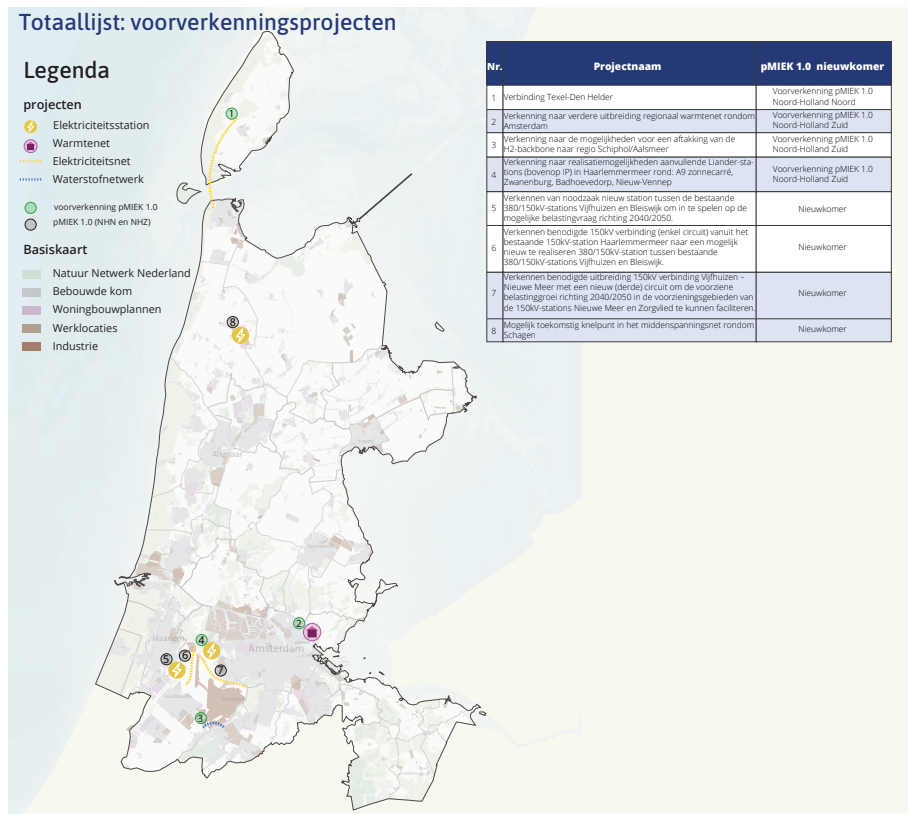 Totaallijst: voorverkenningsprojecten
Legenda
projecten
Elektriciteitsstation
Warmtenet
Elektriciteitsnet
Waterstofnetwerk
voorverkenning pMIEK 1.0
pMIEK 1.0 (NHN en NHZ)
Basiskaart
Natuur Netwerk Nederland
Bebouwde kom
Woningbouwplannen
Werklocaties
Industrie
Nr. Projectnaam pMIEK 1.0 nieuwkomer
1 Verbinding Texel-Den Helder Voorverkenning pMIEK 1.0
Noord-Holland Noord
2 Verkenning naar verdere uitbreiding regionaal warmtenet rondom Voorverkenning pMIEK 1.0
Amsterdam Noord-Holland Zuid
3 Verkenning naar de mogelijkheden voor een aftakking van de Voorverkenning pMIEK 1.0
H2-backbone naar regio Schiphol/Aalsmeer Noord-Holland Zuid
4 Verkenning naar realisatiemogelijkheden aanvullende Liander-sta-
tions (bovenop IP) in Haarlemmermeer rond: A9 zonnecarré, Voorverkenning pMIEK 1.0
Zwanenburg, Badhoevedorp, Nieuw-Vennep Noord-Holland Zuid
Verkennen van noodzaak nieuw station tussen de bestaande
5 380/150kV-stations Vijfhuizen en Bleiswijk om in te spelen op de Nieuwkomer
mogelijke belastingvraag richting 2040/2050.
Verkennen benodigde 150kV verbinding (enkel circuit) vanuit het
6 bestaande 150kV-station Haarlemmermeer naar een mogelijk Nieuwkomer
nieuw te realiseren 380/150kV-station tussen bestaande
380/150kV-stations Vijfhuizen en Bleiswijk.
Verkennen benodigde uitbreiding 150kV verbinding Vijfhuizen –
7 Nieuwe Meer met een nieuw (derde) circuit om de voorziene Nieuwkomer
belastinggroei richting 2040/2050 in de voorzieningsgebieden van
de 150kV-stations Nieuwe Meer en Zorgvlied te kunnen faciliteren.
8 Mogelijk toekomstig knelpunt in het middenspanningsnet rondom Nieuwkomer
Schagen
1
8
Alkmaar
2
4
Haarlem
Amsterdam
5
6
7
3